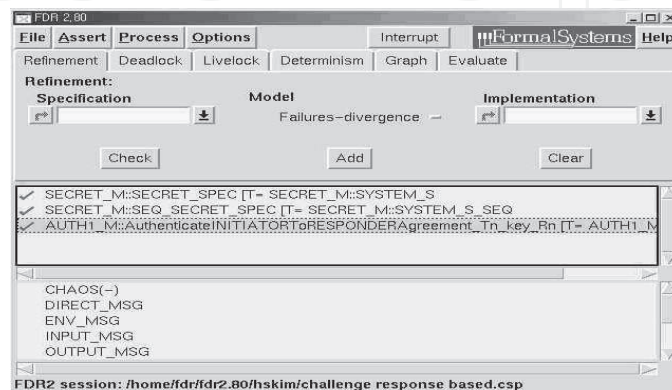 FDR 2.80
File Assert Process Options Interrupt FormalSystems Help
Refinement Deadlock Livelock Determinism Graph Evaluate
Refinement:
Specification Model Implementation
Failures-divergence
Check Add Clear
SECRET_M::SECRET_SPEC [T= SECRET_M::SYSTEM_S
SECRET_M::SEQ_SECRET_SPEC [T= SECRET_M::SYSTEM_S_SEQ
AUTH1_M::AuthenticateINITIATORToRESPONDERAgreement_Tn_key_Rn [T= AUTH1_M
CHAOS(-)
DIRECT_MSG
ENV_MSG
INPUT_MSG
OUTPUT_MSG
FDR2 session: /home/fdr/fdr2.80/hskim/challenge response based.csp